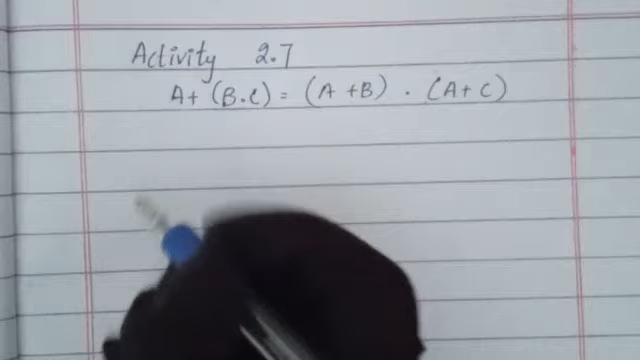 Activity 2.7
A+ (B.C) = (A +B) . (A+ C)